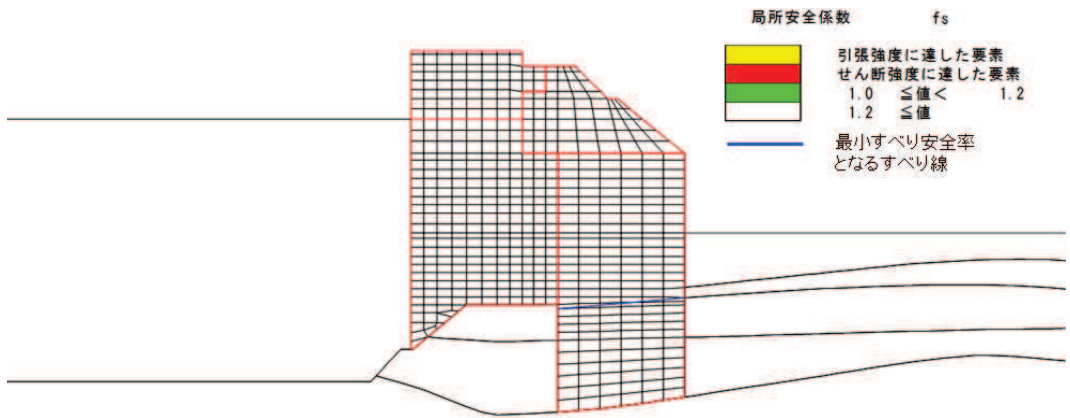 局所安全係数 fs
引張強度に達した要素
せん断強度に達した要素
1.0 ≦値< 1.2
1.2 ≦値
最小すべり安全率
となるすべり線